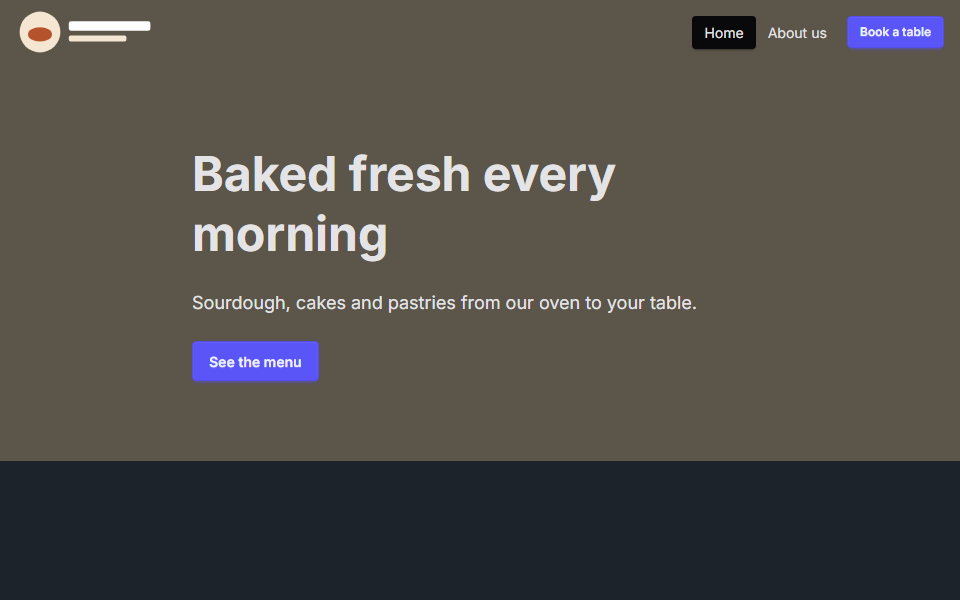 Home
About us
Book a table
Baked fresh every
morning
Sourdough, cakes and pastries from our oven to your table.
See the menu